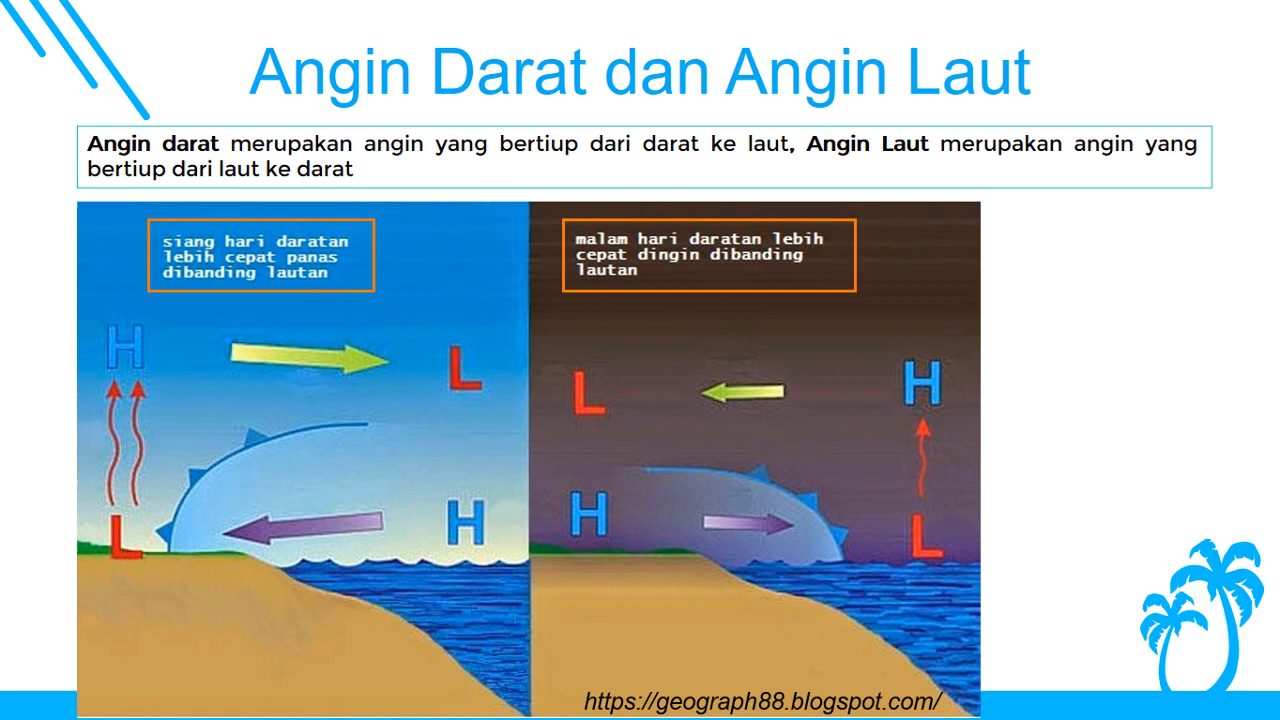 Angin Darat dan Angin Laut
Angin darat merupakan angin yang bertiup dari darat ke laut, Angin Laut merupakan angin yang
bertiup dari laut ke darat
siang hari daratan
lebih cepat panas
dibanding lautan
malam hari daratan lebih
cepat dingin dibanding
lautan
H
L
L
H
L
H
H
L
https://geograph88.blogspot.com/